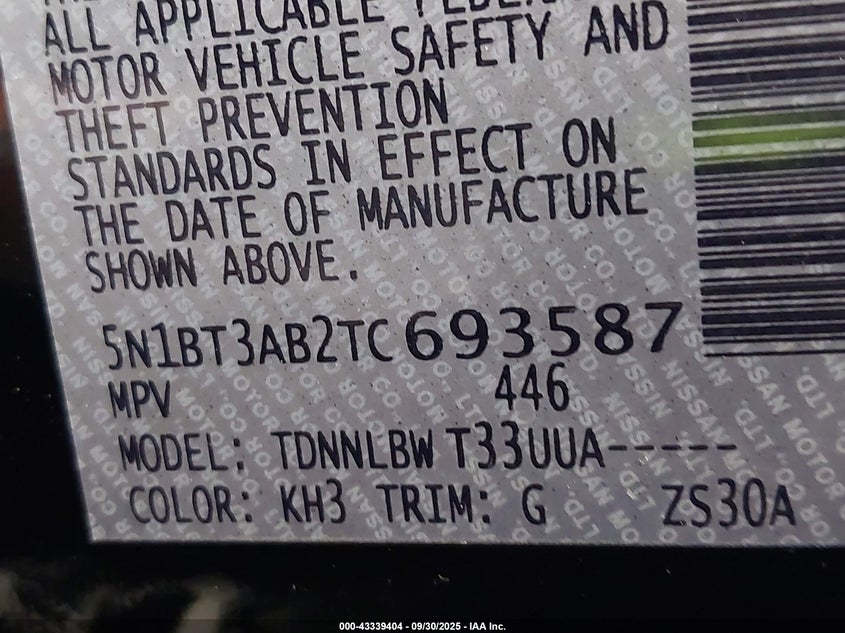 ALL APPLICABLE FEDERAL
MOTOR VEHICLE SAFETY AND
THEFT PREVENTION
STANDARDS IN EFFECT ON
THE DATE OF MANUFACTURE
SHOWN ABOVE.
5N1BT3AB2TC693587
MPV 446
MODEL: TDNNLBW T33UUA-----
COLOR: KH3 TRIM: G ZS30A
000-43339404 - 09/30/2025 - IAA Inc.